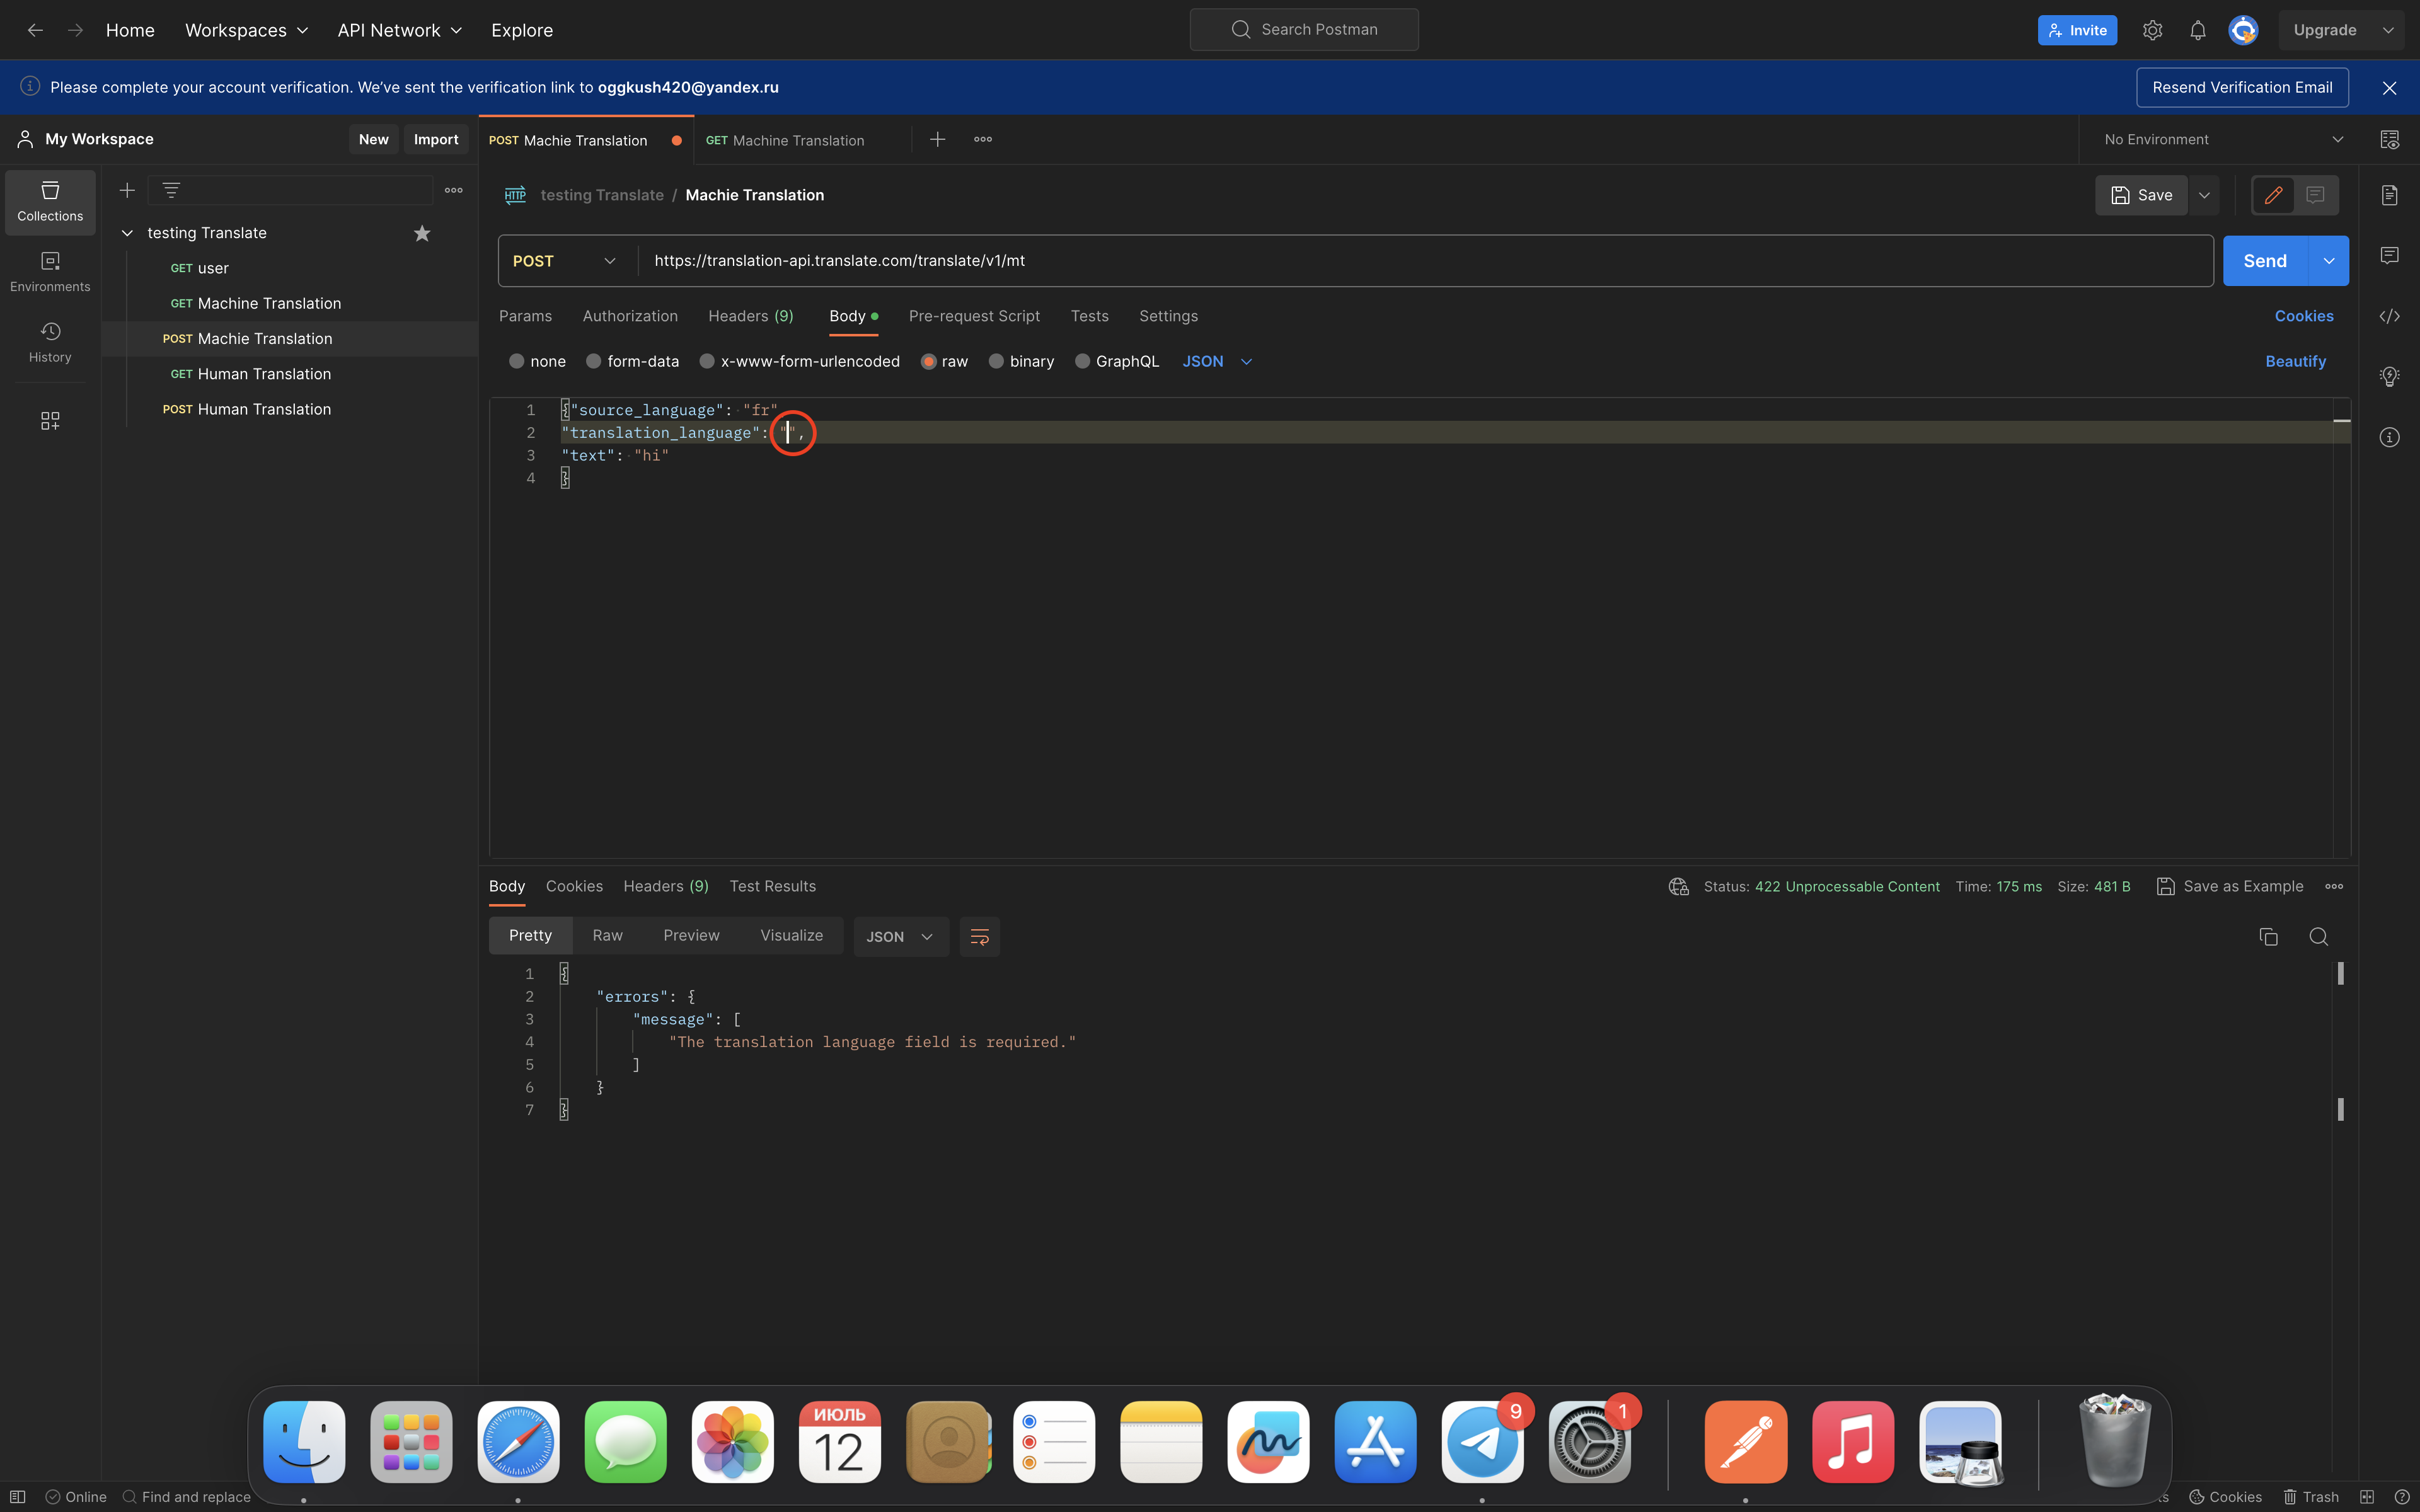 Home Workspaces API Network Explore Search Postman Invite Upgrade
Please complete your account verification. We've sent the verification link to oggkush420@yandex.ru Resend Verification Email
My Workspace New Import POST Machie Translation GET Machine Translation No Environment
Collections
Environments
History
testing Translate
GET user
GET Machine Translation
POST Machie Translation
GET Human Translation
POST Human Translation
HTTP testing Translate / Machie Translation Save
POST https://translation-api.translate.com/translate/v1/mt Send
Params Authorization Headers (9) Body Pre-request Script Tests Settings Cookies
none form-data x-www-form-urlencoded raw binary GraphQL JSON Beautify
1 {"source_language": "fr"
2 "translation_language": "",
3 "text": "hi"
4 }
Body Cookies Headers (9) Test Results Status: 422 Unprocessable Content Time: 175 ms Size: 481 B Save as Example
Pretty Raw Preview Visualize JSON
1 {
2 "errors": {
3 "message": [
4 "The translation language field is required."
5 ]
6 }
7 }
ИЮЛЬ
12
9
1
Online Find and replace Cookies Trash